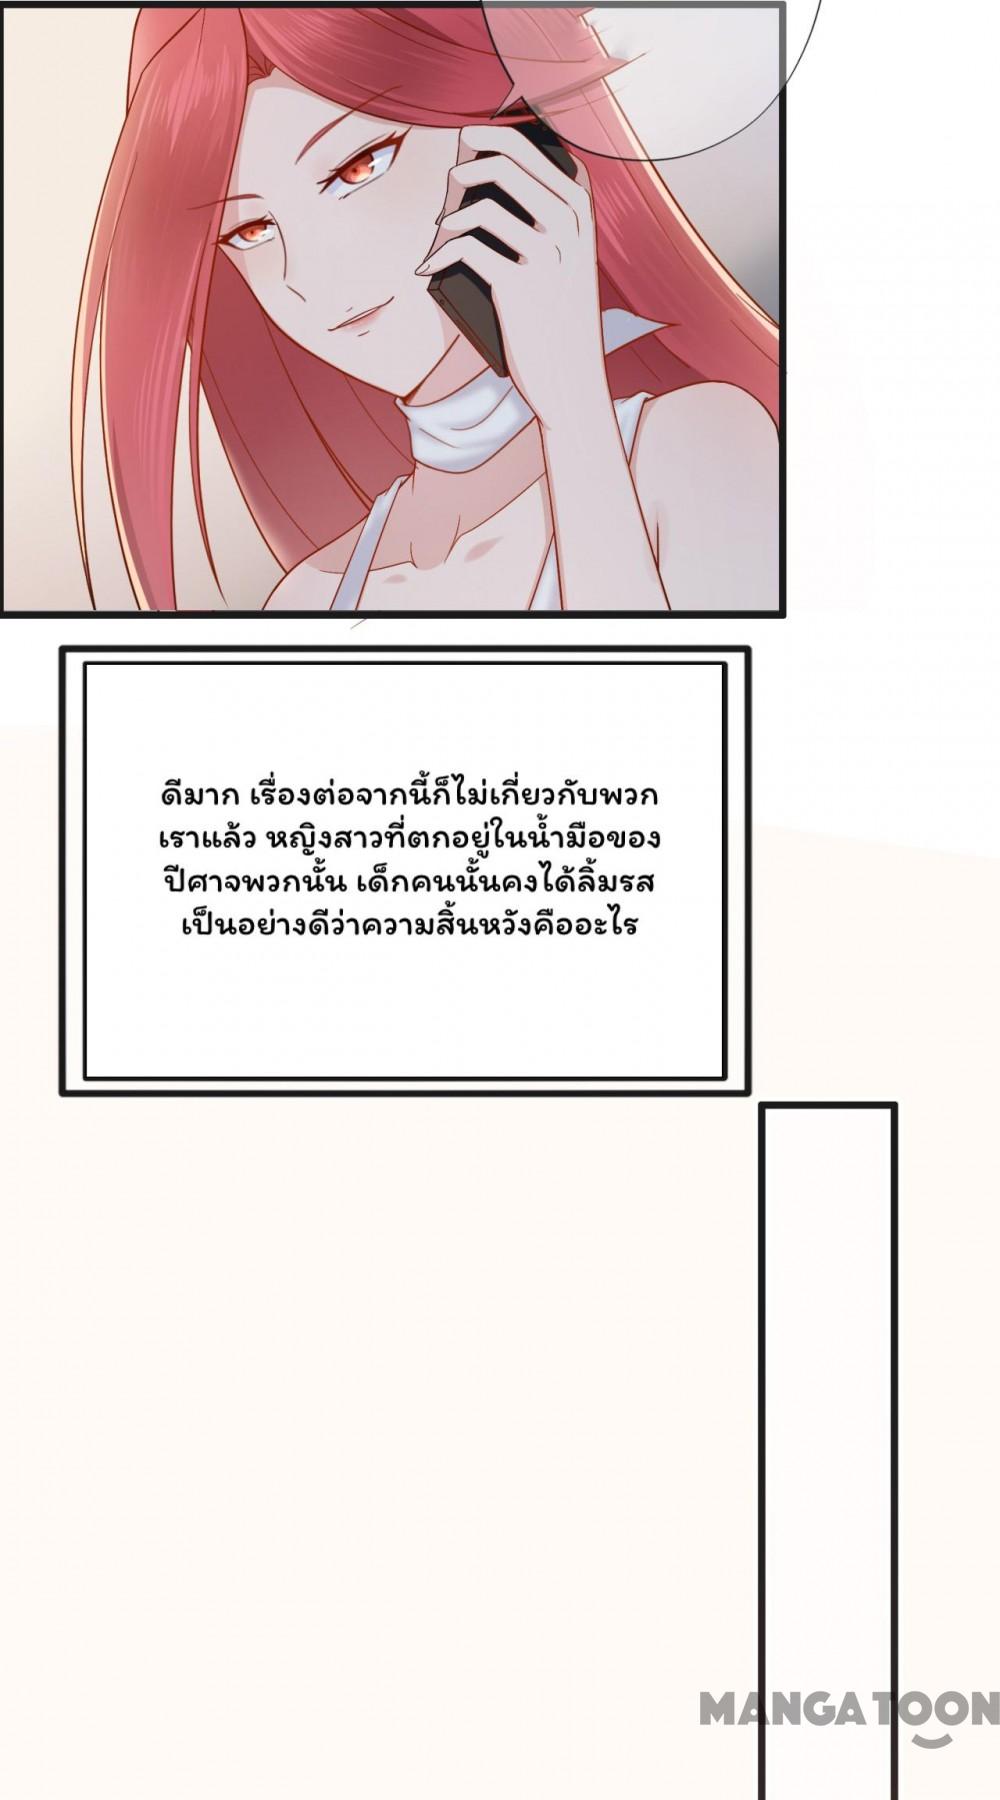 ดีมาก เรื่องต่อจากนี้ก็ไม่เกี่ยวกับพวก
เราแล้ว หญิงสาวที่ตกอยู่ในน้ำมือของ
ปีศาจพวกนั้น เด็กคนนั้นคงได้ลิ้มรส
เป็นอย่างดีว่าความสิ้นหวังคืออะไร
MANGATOON